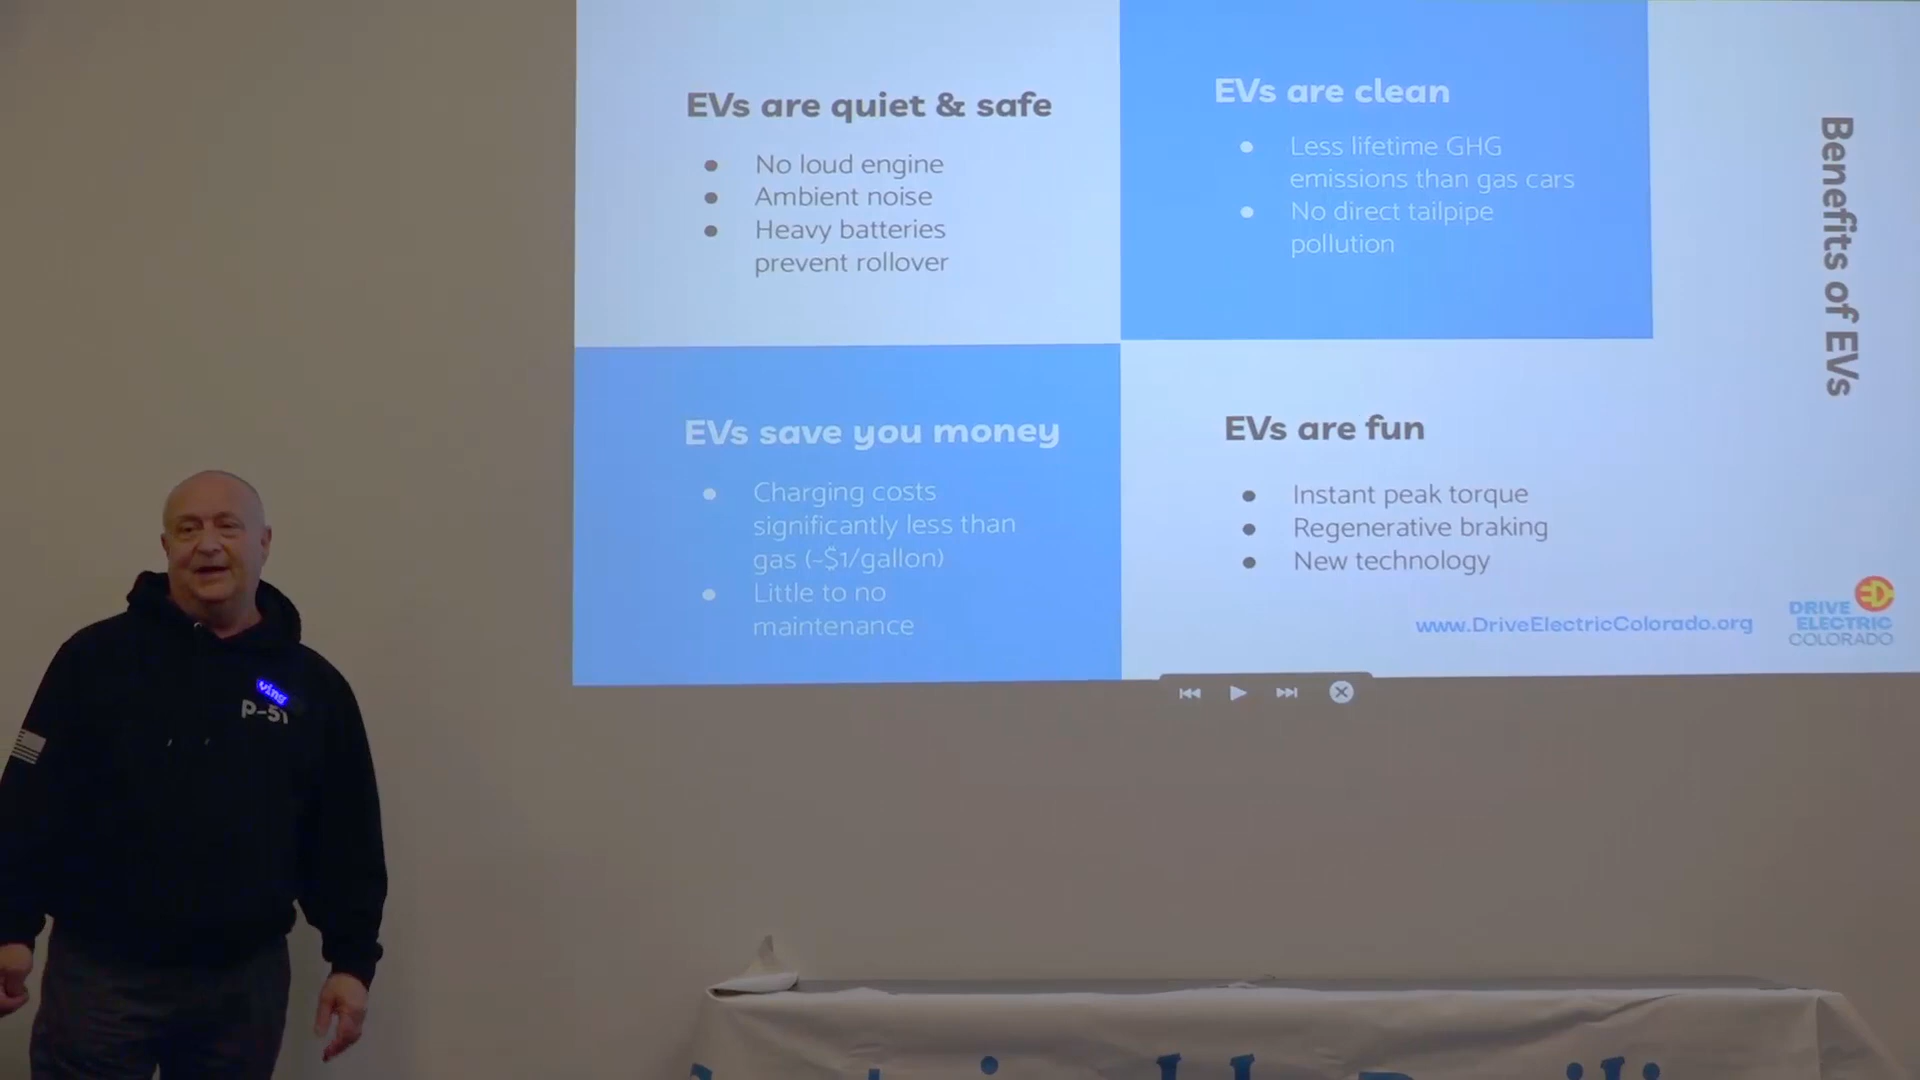 EVs are quiet & safe
No loud engine
Ambient noise
Heavy batteries
prevent rollover
EVs are clean
Less lifetime GHG
emissions than gas cars
No direct tailpipe
pollution
Benefits of EVs
EVs save you money
Charging costs
significantly less than
gas (~$1/gallon)
Little to no
maintenance
EVs are fun
Instant peak torque
Regenerative braking
New technology
www.DriveElectricColorado.org
DRIVE
ELECTRIC
COLORADO
P-51